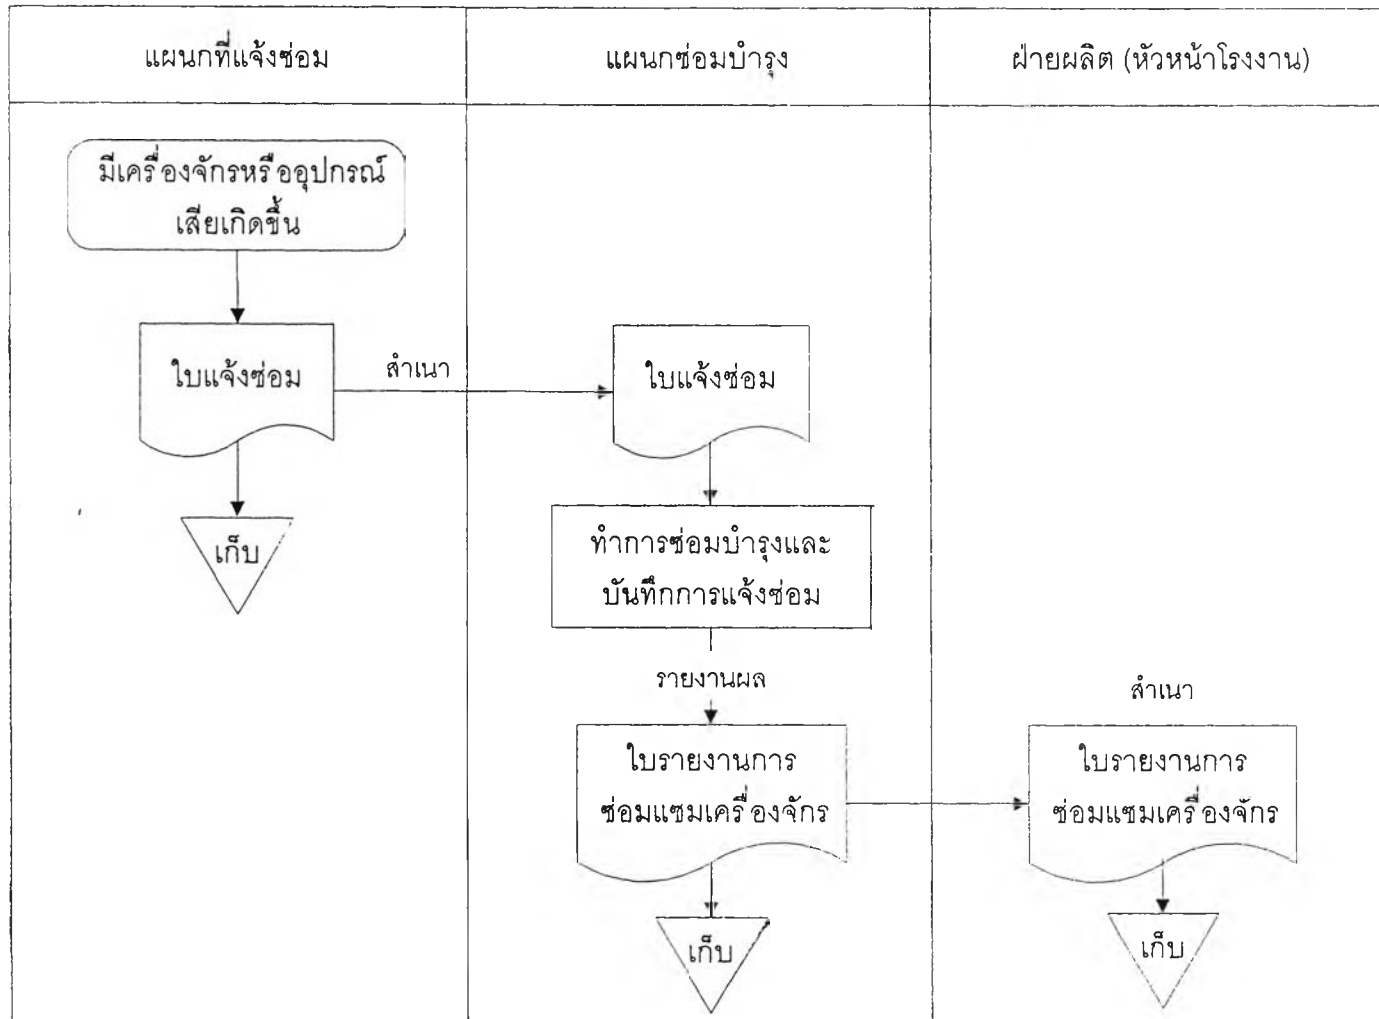 แผนกที่แจ้งซ่อม
แผนกซ่อมบำรุง
ฝ่ายผลิต (หัวหน้าโรงงาน)
มีเครื่องจักรหรืออุปกรณ์
เสียเกิดขึ้น
ใบแจ้งซ่อม
สำเนา
ใบแจ้งซ่อม
เก็บ
ทำการซ่อมบำรุงและ
บันทึกการแจ้งซ่อม
รายงานผล
สำเนา
ใบรายงานการ
ซ่อมแซมเครื่องจักร
ใบรายงานการ
ซ่อมแซมเครื่องจักร
เก็บ
เก็บ